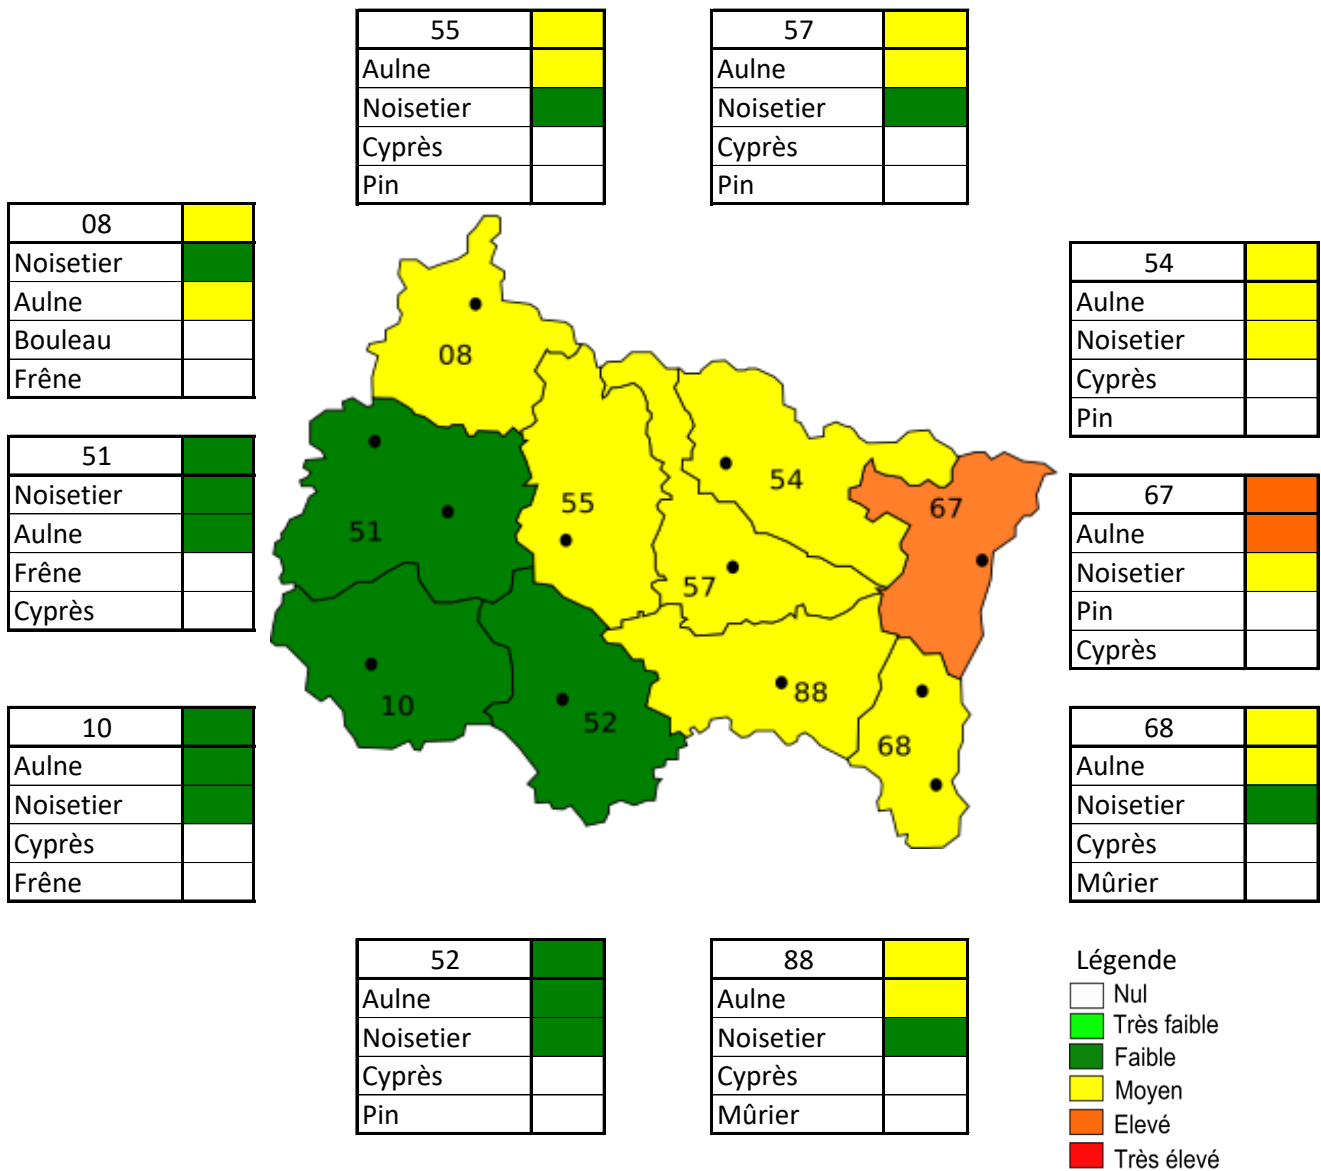 55
Aulne
Noisetier
Cyprès
Pin
57
Aulne
Noisetier
Cyprès
Pin
08
Noisetier
Aulne
Bouleau
Frêne
51
Noisetier
Aulne
Frêne
Cyprès
10
Aulne
Noisetier
Cyprès
Frêne
08
51
55
54
67
57
10
52
88
68
54
Aulne
Noisetier
Cyprès
Pin
67
Aulne
Noisetier
Pin
Cyprès
68
Aulne
Noisetier
Cyprès
Mûrier
52
Aulne
Noisetier
Cyprès
Pin
88
Aulne
Noisetier
Cyprès
Mûrier
Légende
Nul
Très faible
Faible
Moyen
Elevé
Très élevé